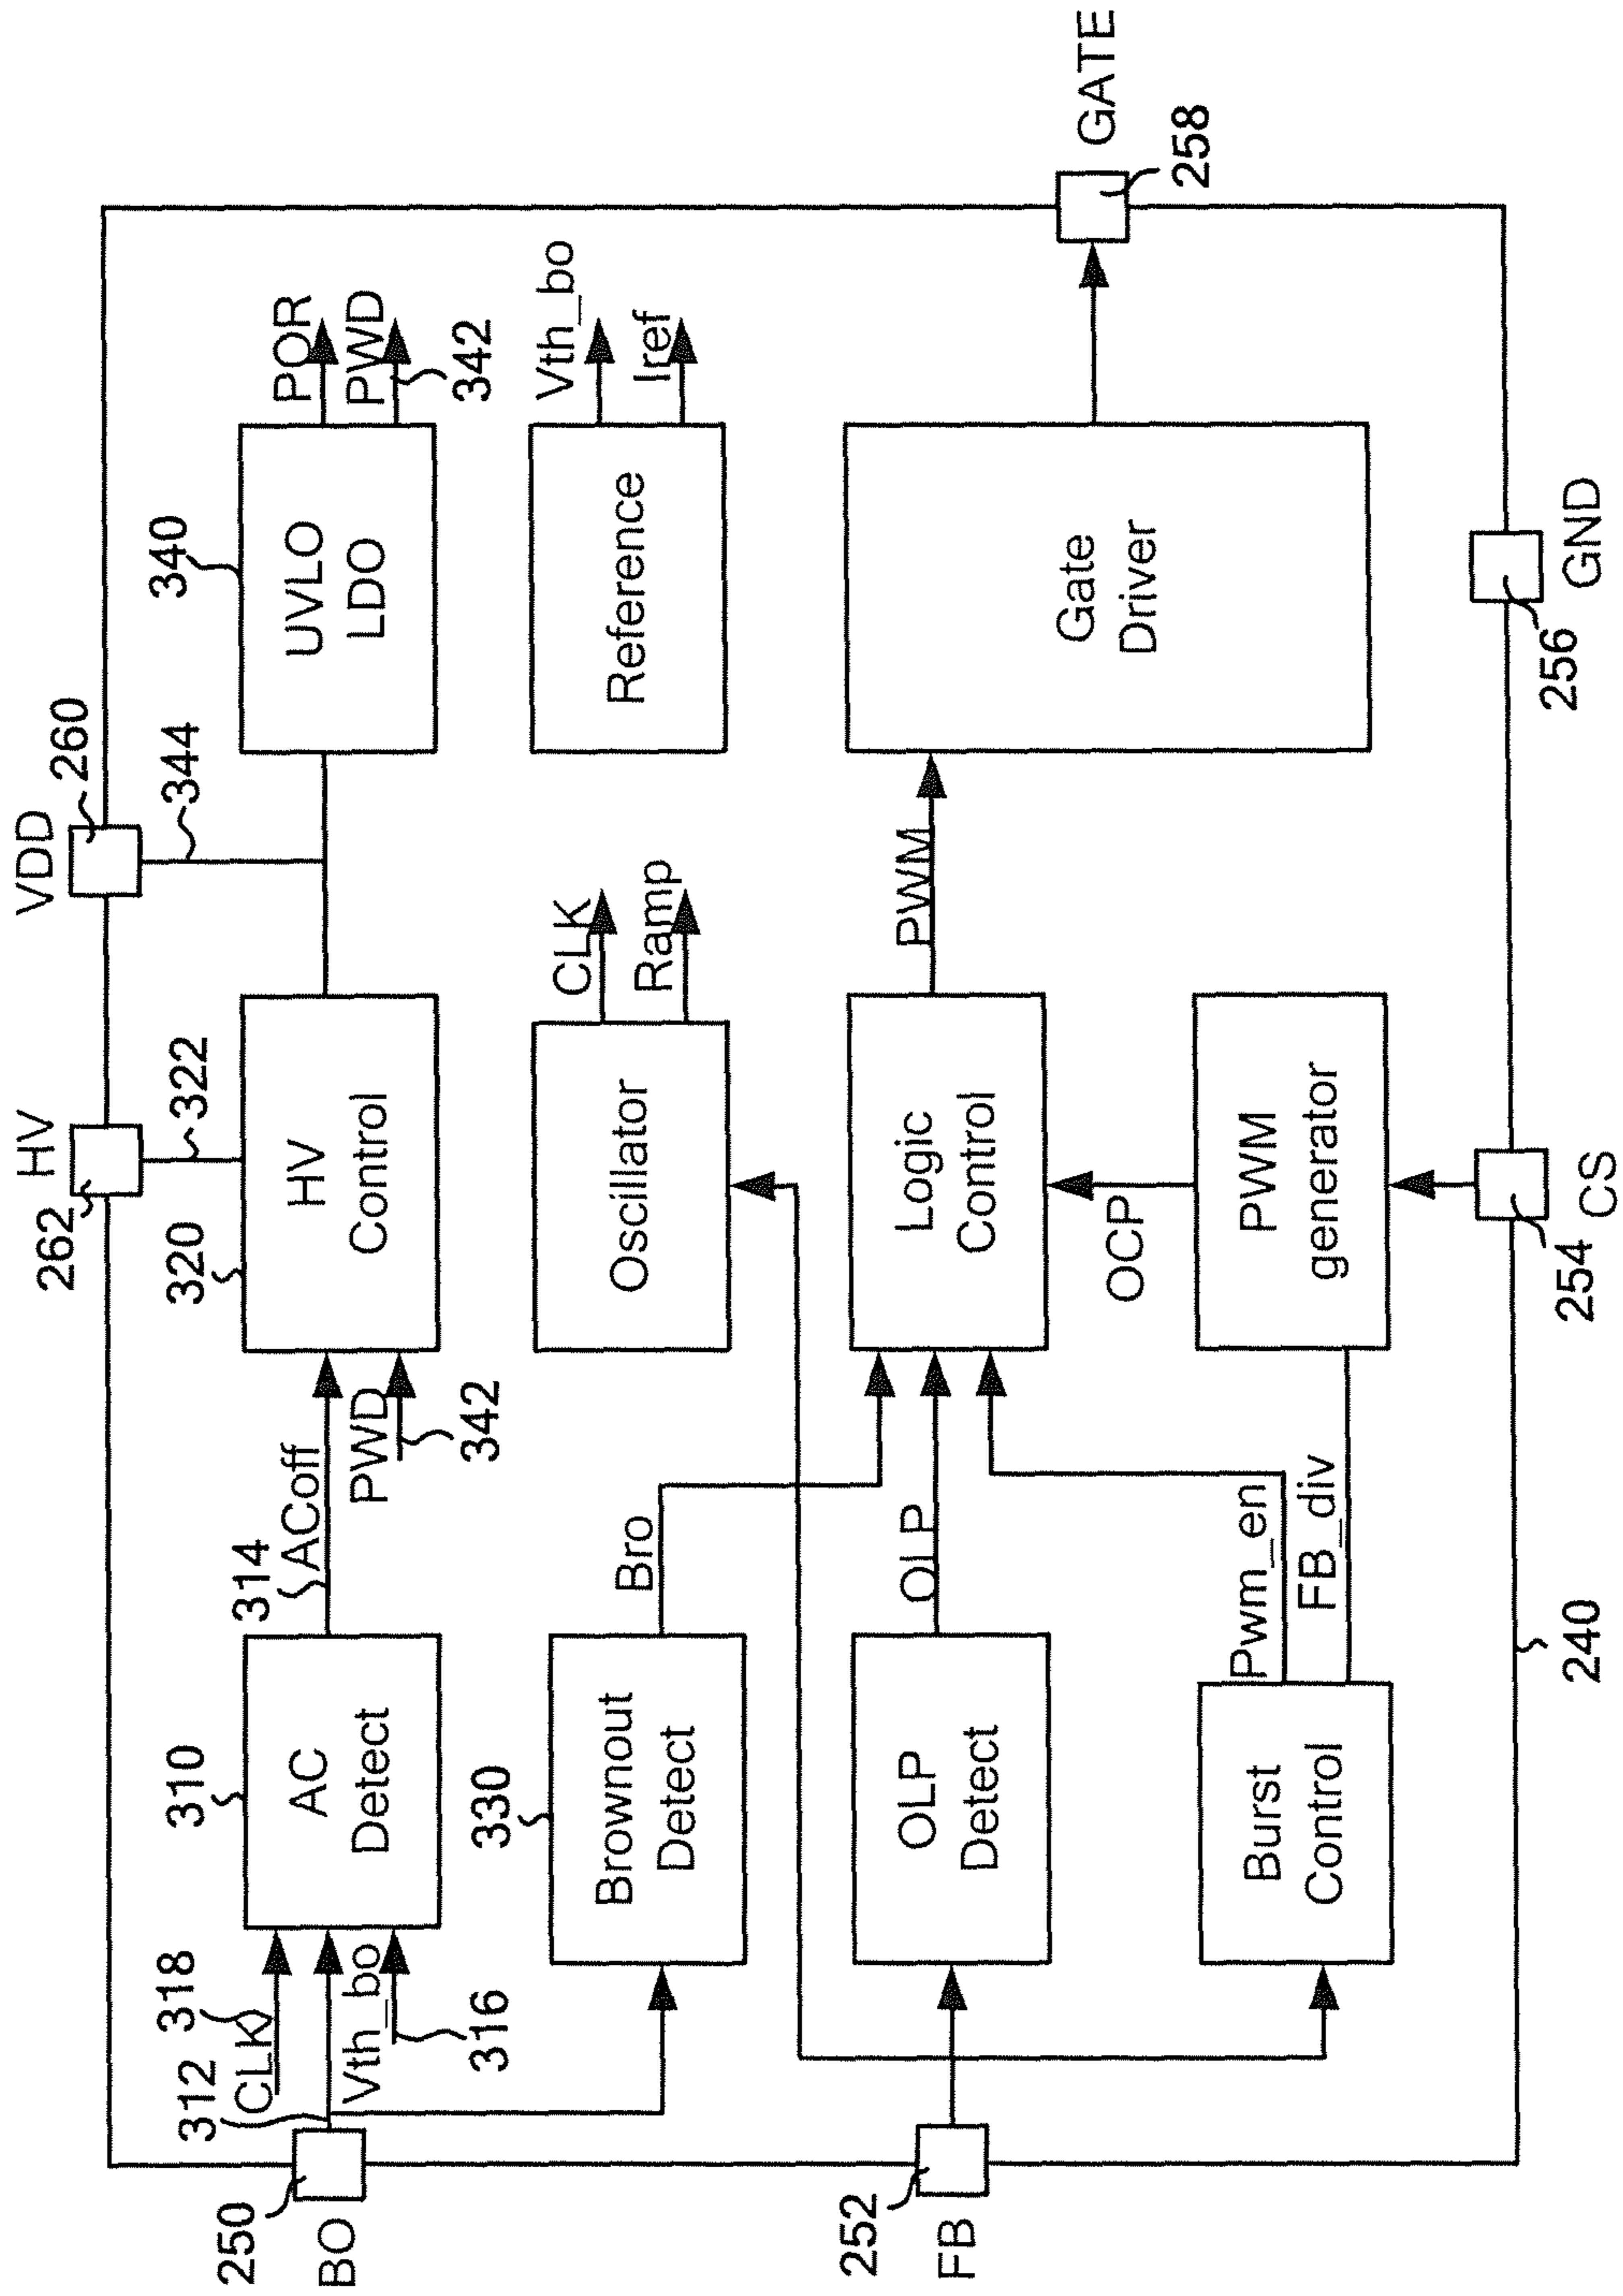 HV
VDD
262
322
344
260
320
340
310
314
ACoff
PWD
342
HV
Control
UVLO
LDO
POR
PWD
342
318
CLK
312
Vth_bo
316
250
BO
AC
Detect
330
Brownout
Detect
Bro
Oscillator
CLK
Ramp
Reference
Vth_bo
Iref
252
FB
OLP
Detect
OLP
Logic
Control
PWM
Gate
Driver
GATE
258
Burst
Control
Pwm_en
FB_div
OCP
PWM
generator
240
254
CS
256
GND